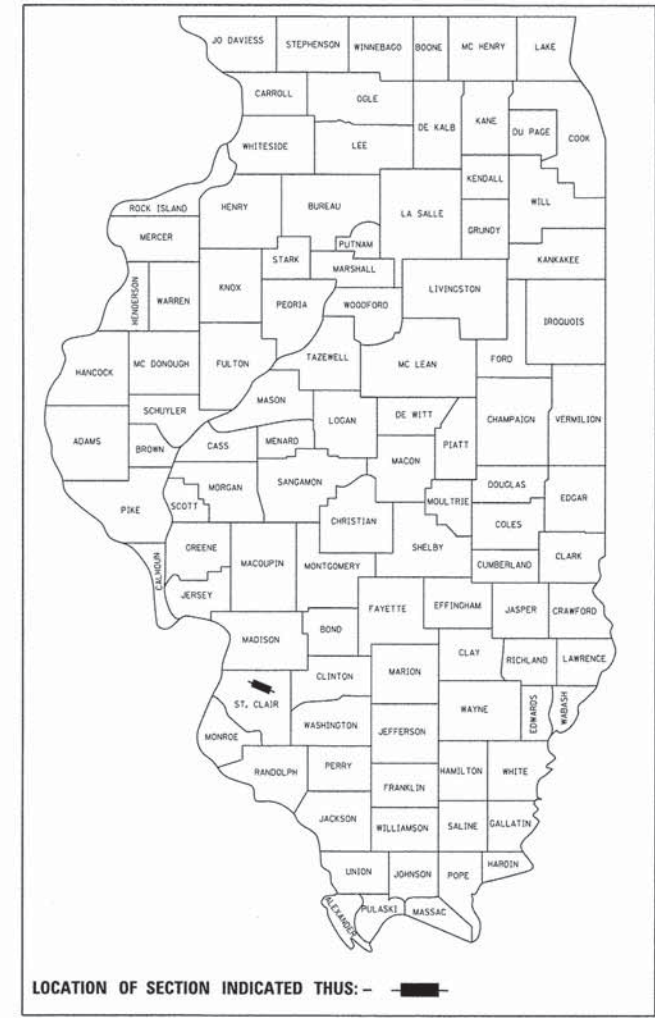 JO DAVIESS STEPHENSON WINNEBAGO BOONE MC HENRY LAKE
CARROLL OGLE DE KALB KANE DU PAGE COOK
WHITESIDE LEE KENDALL WILL
ROCK ISLAND HENRY BUREAU LA SALLE GRUNDY
MERCER PUTNAM KANKAKEE
STARK MARSHALL
HENDERSON WARREN KNOX PEORIA WOODFORD LIVINGSTON IROQUOIS
HANCOCK MC DONOUGH FULTON TAZEWELL MC LEAN FORD
MASON
SCHUYLER LOGAN DE WITT CHAMPAIGN VERMILION
ADAMS BROWN CASS MENARD PIATT
MACON
MORGAN SANGAMON DOUGLAS
PIKE SCOTT MOULTRIE EDGAR
CHRISTIAN COLES
GREENE SHELBY
CALHOUN MACOUPIN MONTGOMERY CUMBERLAND CLARK
JERSEY FAYETTE EFFINGHAM JASPER CRAWFORD
MADISON BOND
CLAY RICHLAND LAWRENCE
CLINTON MARION
ST. CLAIR WAYNE EDWARDS WABASH
WASHINGTON JEFFERSON
MONROE
RANDOLPH PERRY HAMILTON WHITE
FRANKLIN
JACKSON WILLIAMSON SALINE GALLATIN
UNION JOHNSON POPE HARDIN
ALEXANDER PULASKI MASSAC
LOCATION OF SECTION INDICATED THUS: -